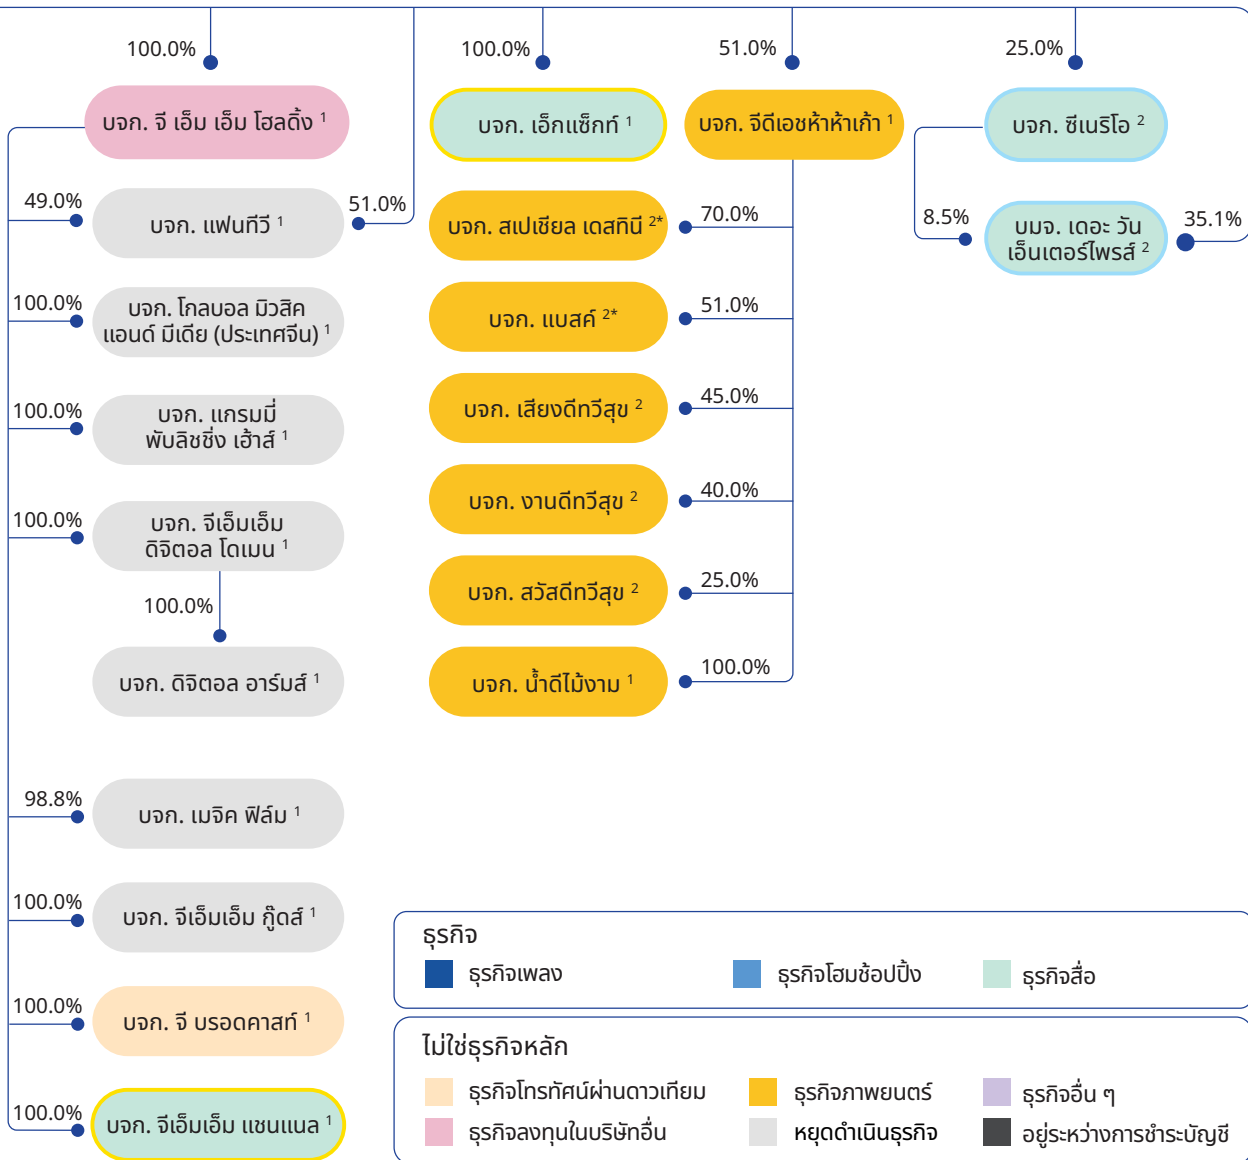 100.0%
100.0%
51.0%
25.0%
บจก. จี เอ็ม เอ็ม โฮลดิ้ง 1
บจก. เอ็กแซ็กท์ 1
บจก. จีดีเอชห้าห้าเก้า 1
บจก. ซีเนริโอ 2
49.0%
บจก. แฟนทีวี 1
51.0%
บจก. สเปเชียล เดสทินี 2*
70.0%
8.5%
บมจ. เดอะ วัน
เอ็นเตอร์ไพรส์ 2
35.1%
100.0%
บจก. โกลบอล มิวสิค
แอนด์ มีเดีย (ประเทศจีน) 1
บจก. แบสค์ 2*
51.0%
100.0%
บจก. แกรมมี่
พับลิชชิ่ง เฮ้าส์ 1
บจก. เสียงดีทวีสุข 2
45.0%
100.0%
บจก. จีเอ็มเอ็ม
ดิจิตอล โดเมน 1
บจก. งานดีทวีสุข 2
40.0%
100.0%
บจก. สวัสดีทวีสุข 2
25.0%
บจก. ดิจิตอล อาร์มส์ 1
บจก. น้ำดีไม้งาม 1
100.0%
98.8%
บจก. เมจิค ฟิล์ม 1
100.0%
บจก. จีเอ็มเอ็ม กู๊ดส์ 1
100.0%
บจก. จี บรอดคาสท์ 1
100.0%
บจก. จีเอ็มเอ็ม แชนแนล 1
ธุรกิจ
ธุรกิจเพลง
ธุรกิจโฮมช้อปปิ้ง
ธุรกิจสื่อ
ไม่ใช่ธุรกิจหลัก
ธุรกิจโทรทัศน์ผ่านดาวเทียม
ธุรกิจภาพยนตร์
ธุรกิจอื่น ๆ
ธุรกิจลงทุนในบริษัทอื่น
หยุดดำเนินธุรกิจ
อยู่ระหว่างการชำระบัญชี